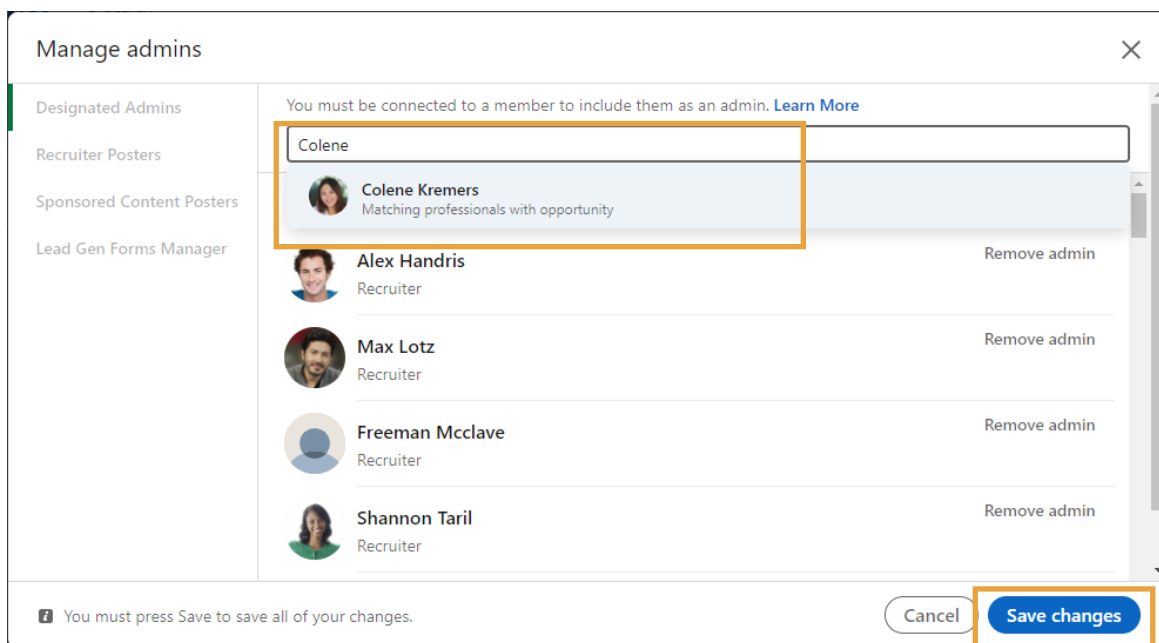 Manage admins
Designated Admins
Recruiter Posters
Sponsored Content Posters
Lead Gen Forms Manager
You must be connected to a member to include them as an admin. Learn More
Colene
Colene Kremers
Matching professionals with opportunity
Alex Handris
Recruiter
Remove admin
Max Lotz
Recruiter
Remove admin
Freeman Mcclave
Recruiter
Remove admin
Shannon Taril
Recruiter
Remove admin
You must press Save to save all of your changes.
Cancel
Save changes